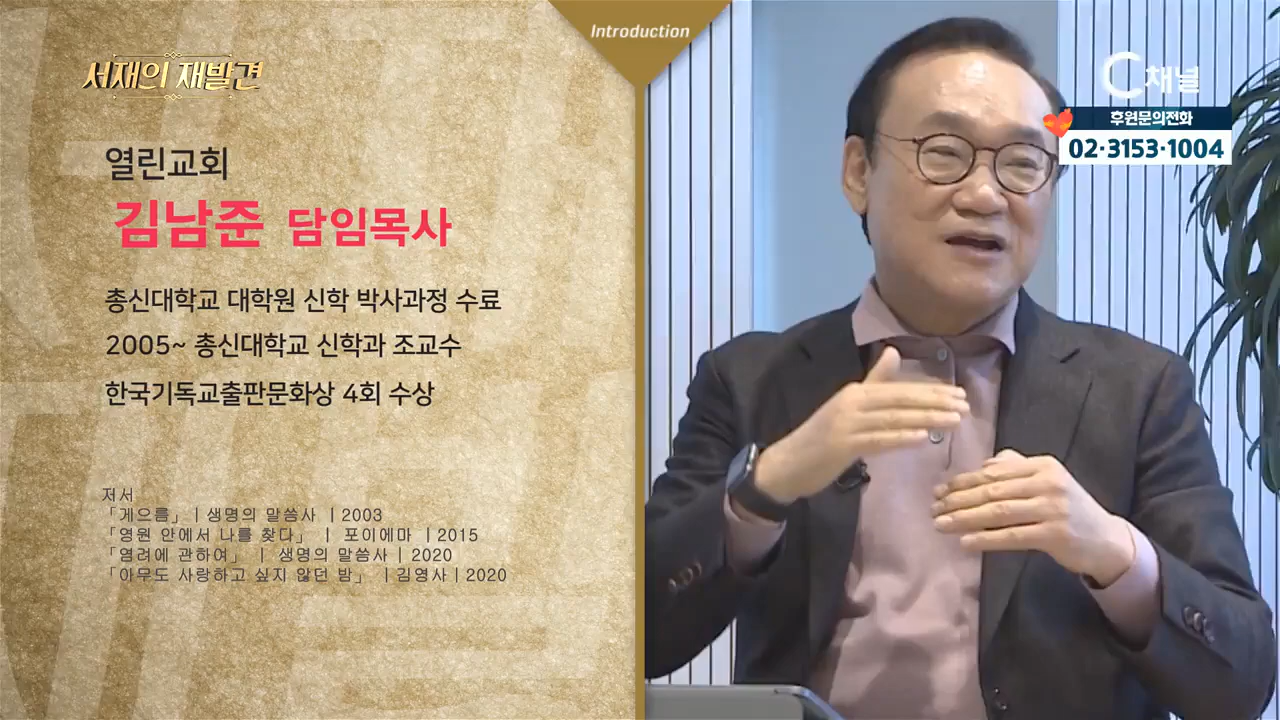 Introduction
서재의 재발견
C채널
후원문의전화
02·3153·1004
열린교회
김남준 담임목사
총신대학교 대학원 신학 박사과정 수료
2005~ 총신대학교 신학과 조교수
한국기독교출판문화상 4회 수상
저서
「게으름」 | 생명의 말씀사 | 2003
「영원 안에서 나를 찾다」 | 포이에마 | 2015
「염려에 관하여」 | 생명의 말씀사 | 2020
「아무도 사랑하고 싶지 않던 밤」 | 김영사 | 2020